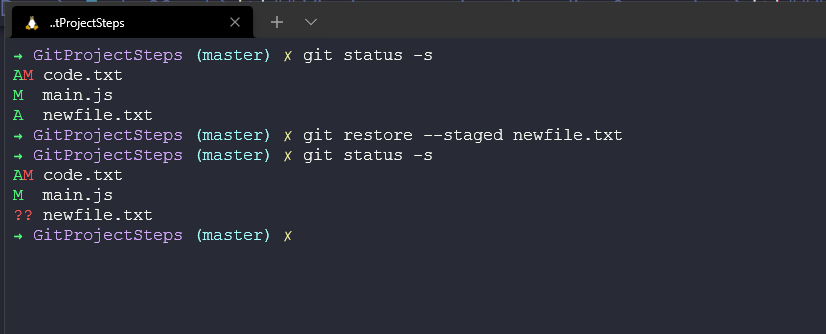 ..tProjectSteps
→ GitProjectSteps (master) ✗ git status -s
AM code.txt
M  main.js
A  newfile.txt
→ GitProjectSteps (master) ✗ git restore --staged newfile.txt
→ GitProjectSteps (master) ✗ git status -s
AM code.txt
M  main.js
?? newfile.txt
→ GitProjectSteps (master) ✗